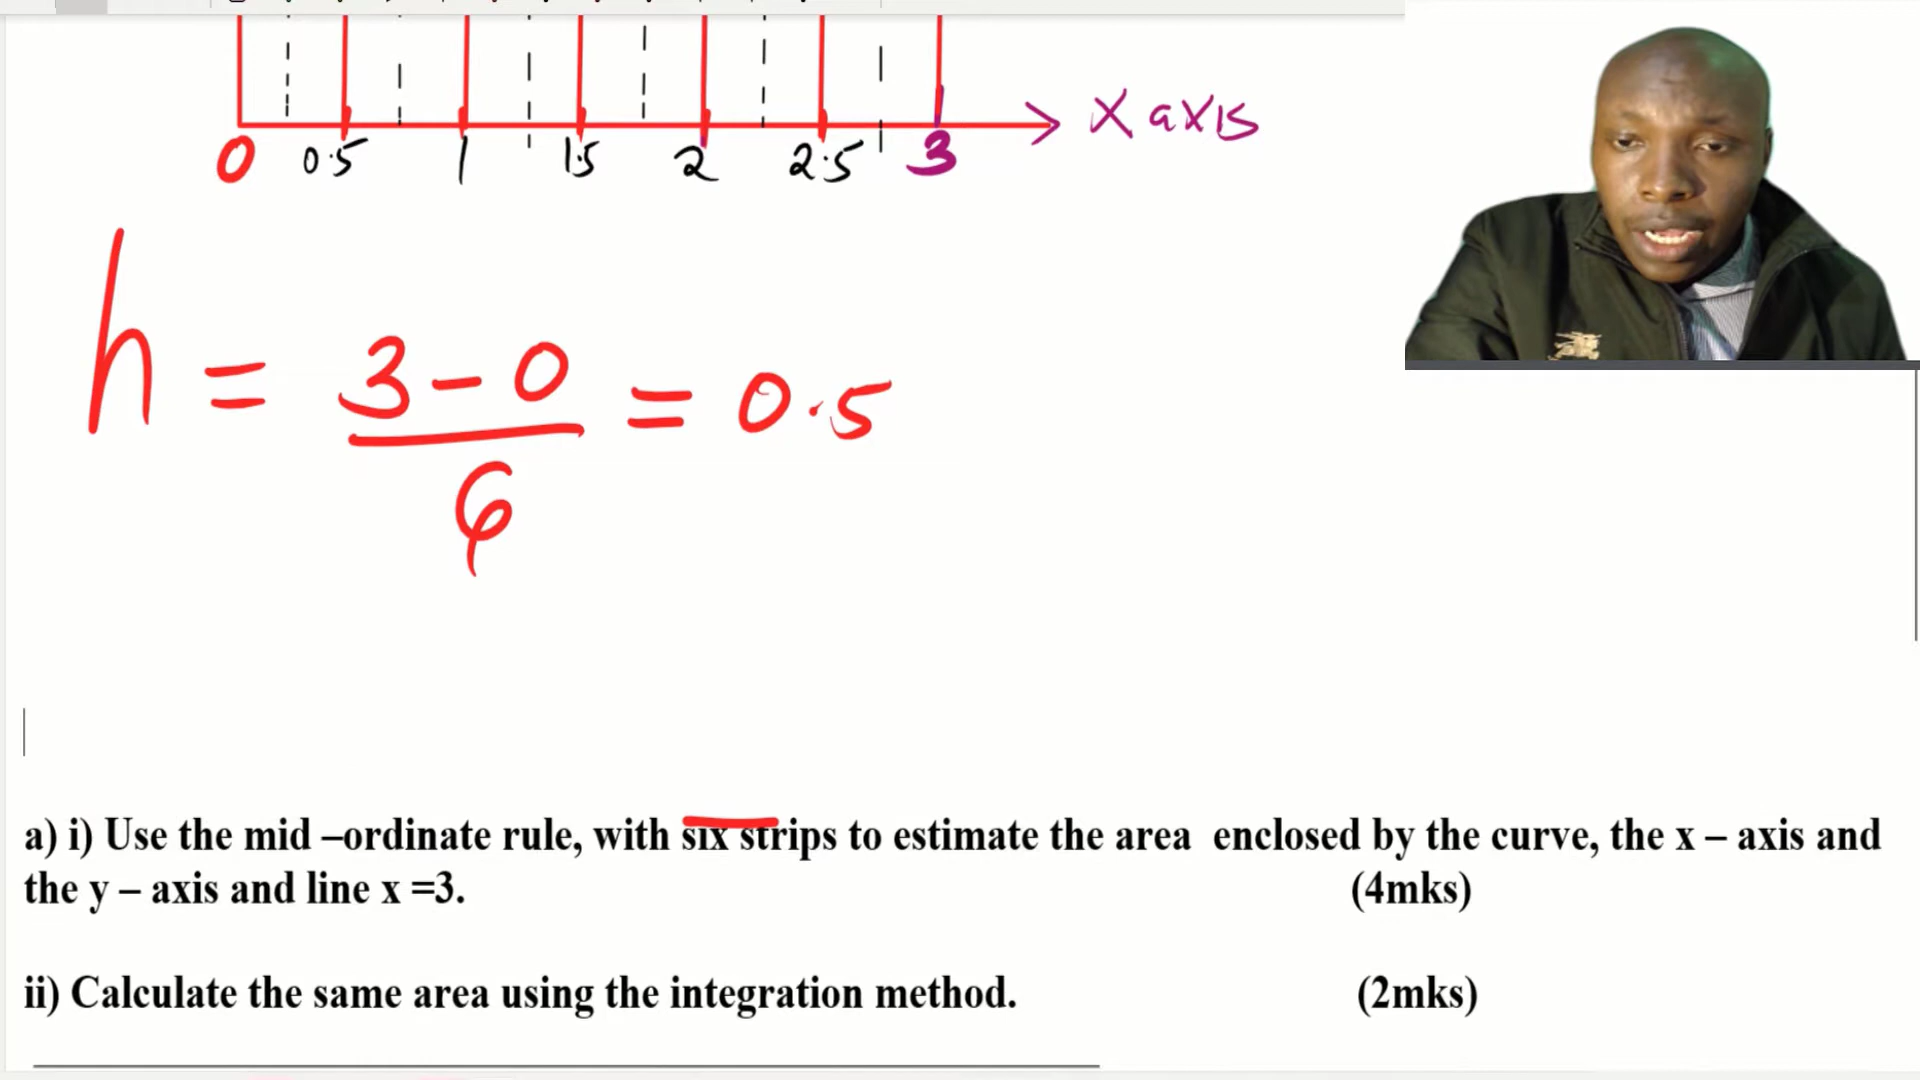 0 0.5 1 1.5 2 2.5 3 X axis
h = 3 - 0 / 6 = 0.5
a) i) Use the mid –ordinate rule, with six strips to estimate the area enclosed by the curve, the x – axis and
the y – axis and line x =3. (4mks)
ii) Calculate the same area using the integration method. (2mks)